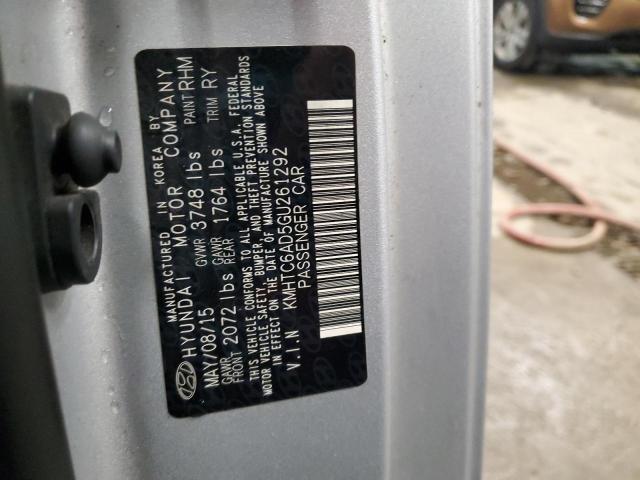 MANUFACTURED IN KOREA BY
HYUNDAI MOTOR COMPANY
MAY/08/15 GVWR 3748 lbs PAINT RHM
GAWR FRONT 2072 lbs GAWR REAR 1764 lbs TRIM RY
THIS VEHICLE CONFORMS TO ALL APPLICABLE U.S.A. FEDERAL
MOTOR VEHICLE SAFETY, BUMPER, AND THEFT PREVENTION STANDARDS
IN EFFECT ON THE DATE OF MANUFACTURE SHOWN ABOVE
V.I.N KMHTC6AD5GU261292
PASSENGER CAR